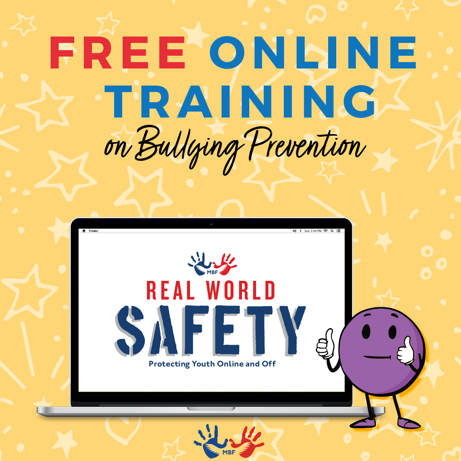 FREE ONLINE
TRAINING
on Bullying Prevention
MBF
REAL WORLD
SAFETY
Protecting Youth Online and Off
MBF